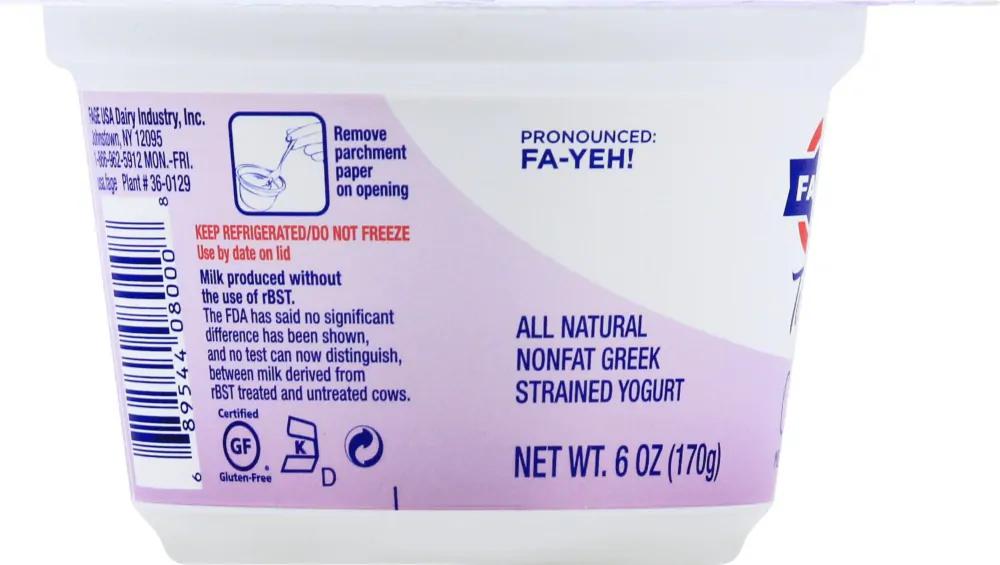 FAGE USA Dairy Industry, Inc.
Johnstown, NY 12095
1-866-962-5912 MON.-FRI.
usa.fage Plant # 36-0129
Remove
parchment
paper
on opening
KEEP REFRIGERATED/DO NOT FREEZE
Use by date on lid
Milk produced without
the use of rBST.
The FDA has said no significant
difference has been shown,
and no test can now distinguish,
between milk derived from
rBST treated and untreated cows.
Certified
GF
Gluten-Free
K
D
6 89544 08000 8
PRONOUNCED:
FA-YEH!
ALL NATURAL
NONFAT GREEK
STRAINED YOGURT
NET WT. 6 OZ (170g)
FA